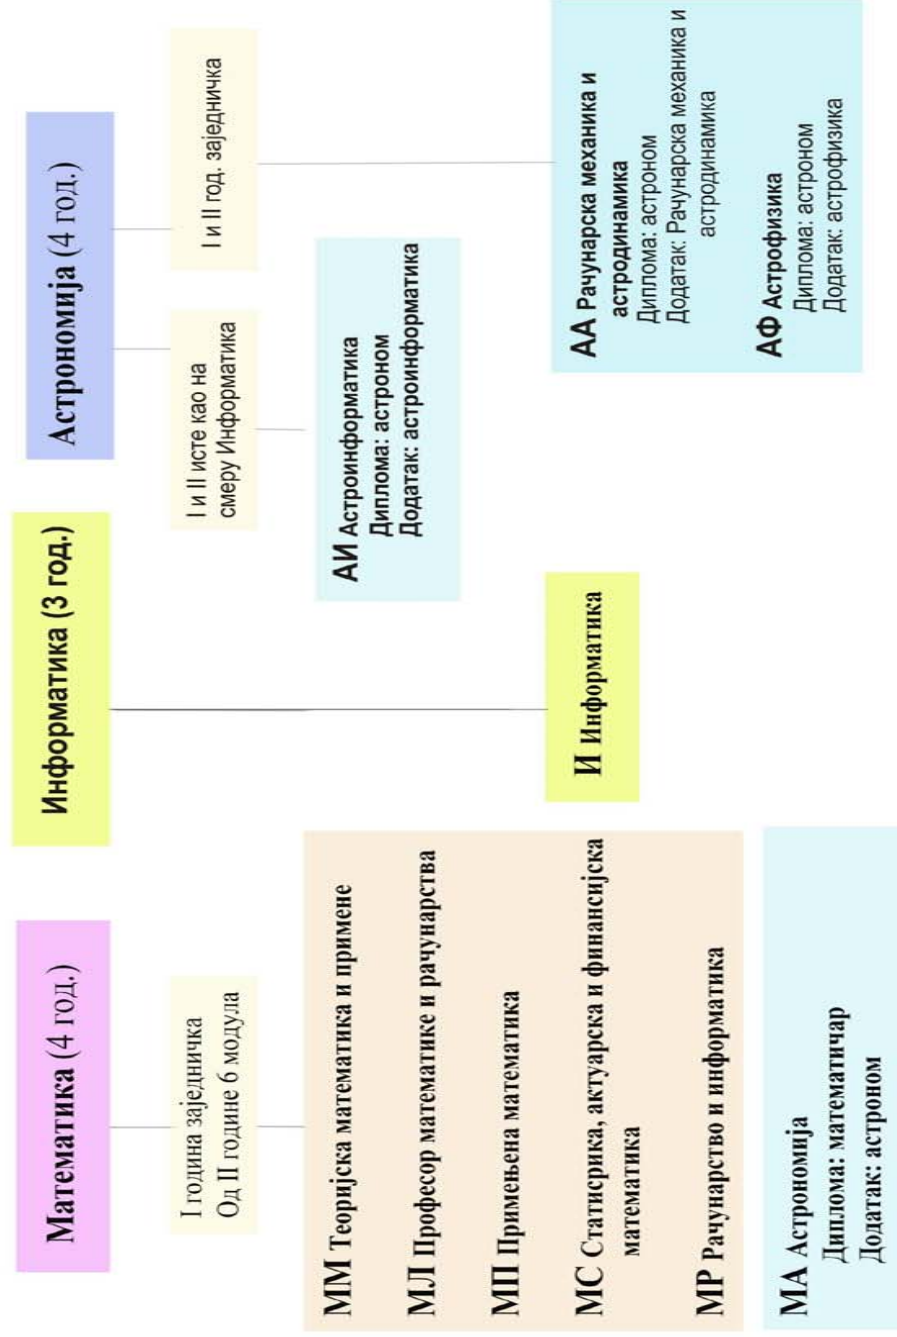 Математика (4 год.)
I година заједничка
Од II године 6 модула
ММ Теоријска математика и примене
МЛ Професор математике и рачунарства
МП Примењена математика
МС Статисрика, актуарска и финансијска
математика
МР Рачунарство и информатика
МА Астрономија
Диплома: математичар
Додатак: астроном
Информатика (3 год.)
И Информатика
Астрономија (4 год.)
I и II исте као на
смеру Информатика
АИ Астроинформатика
Диплома: астроном
Додатак: астроинформатика
I и II год. заједничка
АА Рачунарска механика и
астродинамика
Диплома: астроном
Додатак: Рачунарска механика и
астродинамика
АФ Астрофизика
Диплома: астроном
Додатак: астрофизика